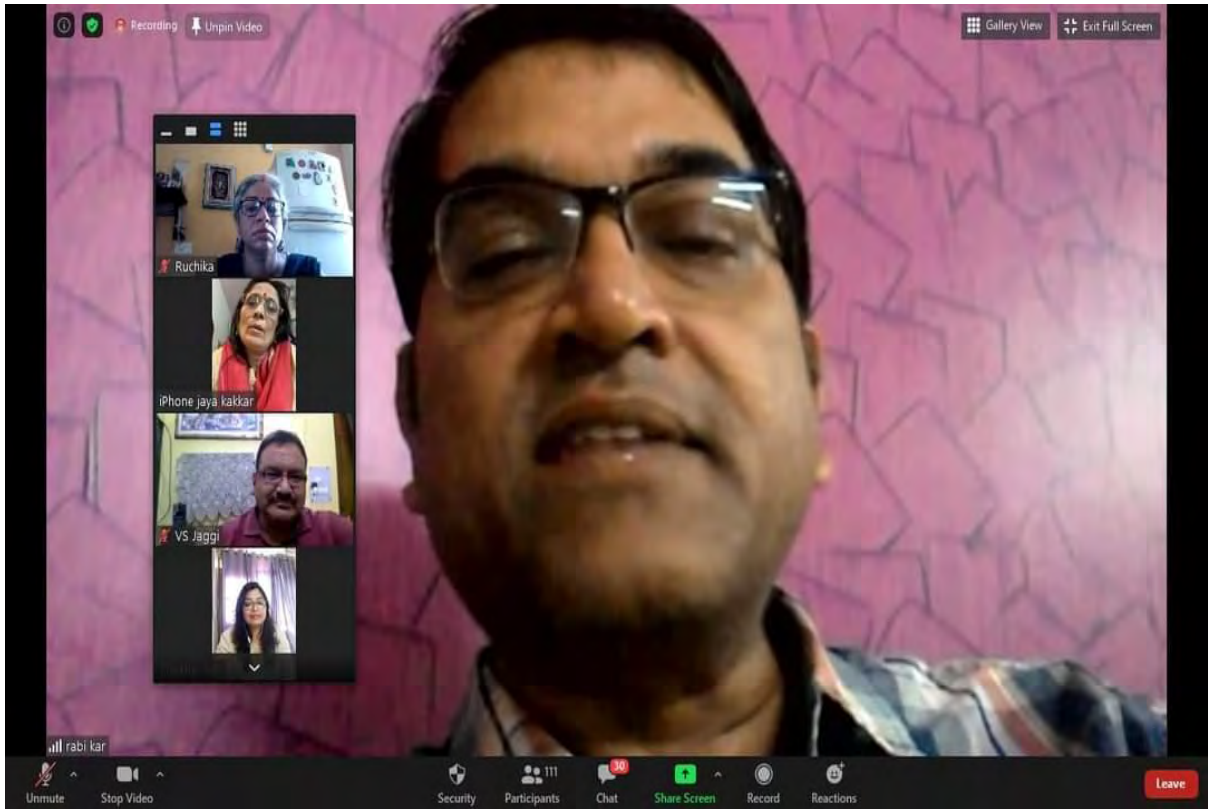 Recording
Unpin Video
Gallery View
Exit Full Screen
Ruchika
iPhone jaya kakkar
VS Jaggi
rabi kar
Unmute
Stop Video
Security
111
Participants
30
Chat
Share Screen
Record
Reactions
Leave